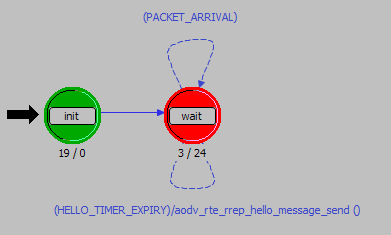 (PACKET_ARRIVAL)
init
wait
19 / 0
3 / 24
(HELLO_TIMER_EXPIRY)/aodv_rte_rrep_hello_message_send ()